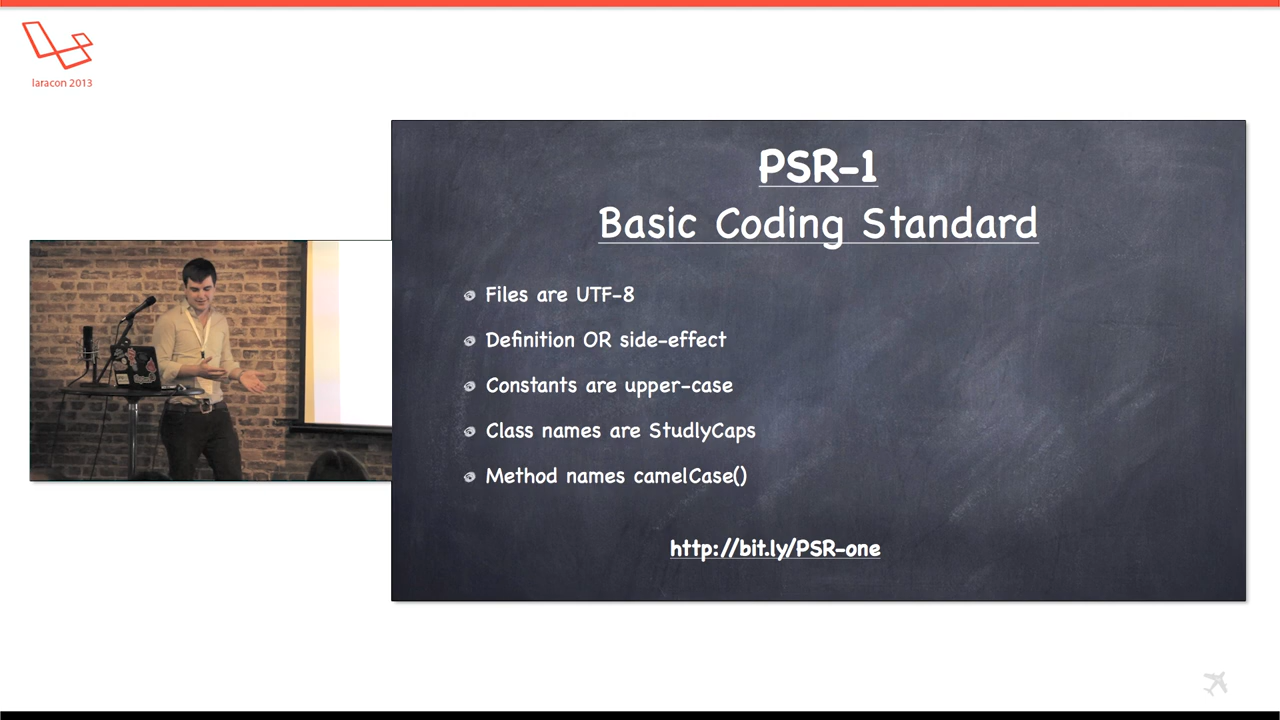 laracon 2013
PSR-1
Basic Coding Standard
Files are UTF-8
Definition OR side-effect
Constants are upper-case
Class names are StudlyCaps
Method names camelCase()
http://bit.ly/PSR-one